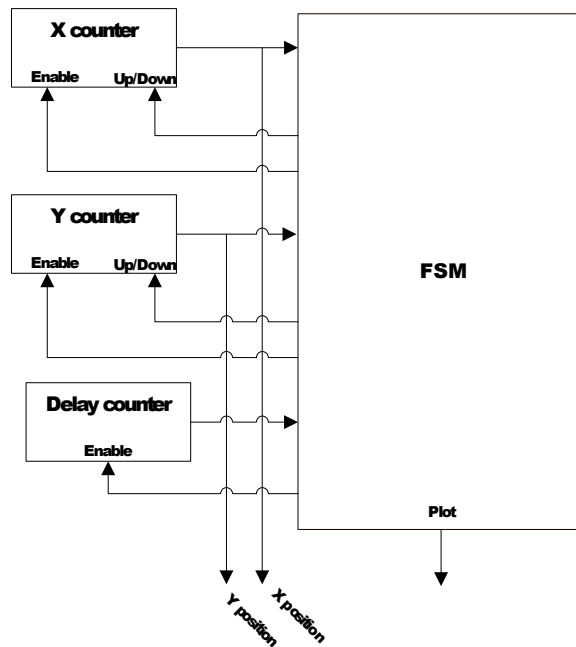 X counter
Enable Up/Down
Y counter
Enable Up/Down
FSM
Delay counter
Enable
Plot
Y position
X position